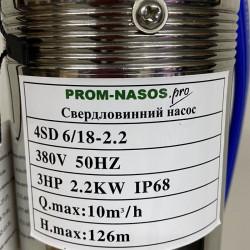 PROM-NASOS.pro
Свердловинний насос
4SD 6/18-2.2
380V 50HZ
3HP 2.2KW IP68
Q.max:10m³/h
H.max:126m